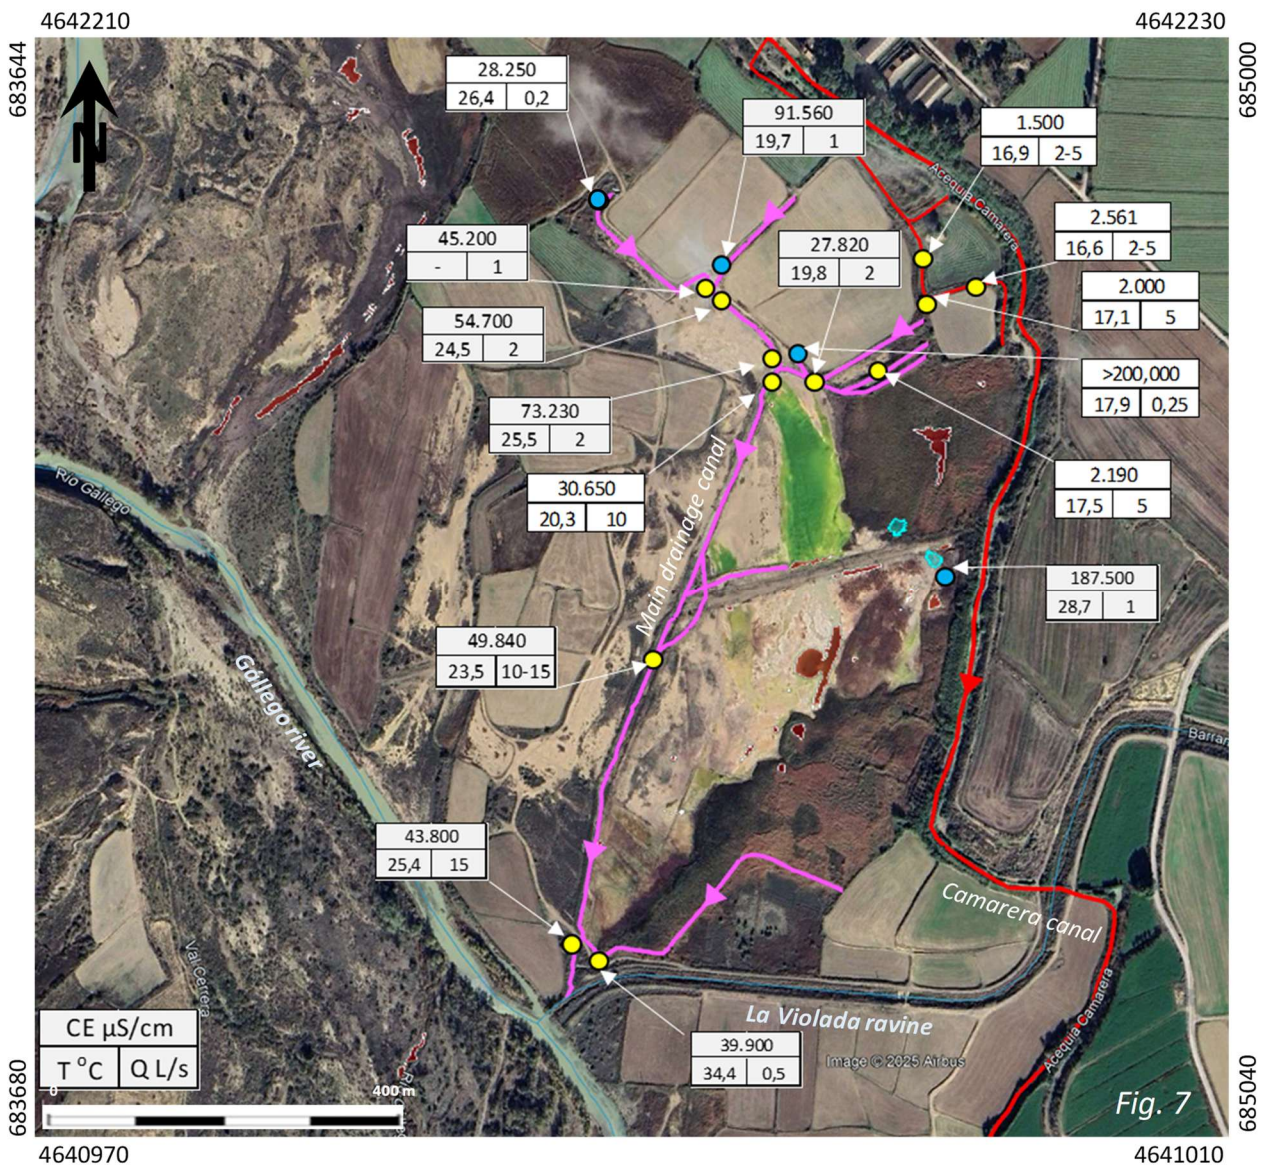 4642210
4642230
683644
685000
N
28.250
26,4 0,2
91.560
19,7 1
1.500
16,9 2-5
Acequia Camarera
2.561
16,6 2-5
45.200
- 1
27.820
19,8 2
2.000
17,1 5
54.700
24,5 2
>200,000
17,9 0,25
73.230
25,5 2
2.190
17,5 5
30.650
20,3 10
Río Gallego
Main drainage canal
187.500
28,7 1
49.840
23,5 10-15
Gállego river
Barran
43.800
25,4 15
Camarera canal
Val Cerrera
La Violada ravine
Acequia Camarera
CE µS/cm
T °C Q L/s
39.900
34,4 0,5
Image © 2025 Airbus
0 400 m
Fig. 7
683680
685040
4640970
4641010